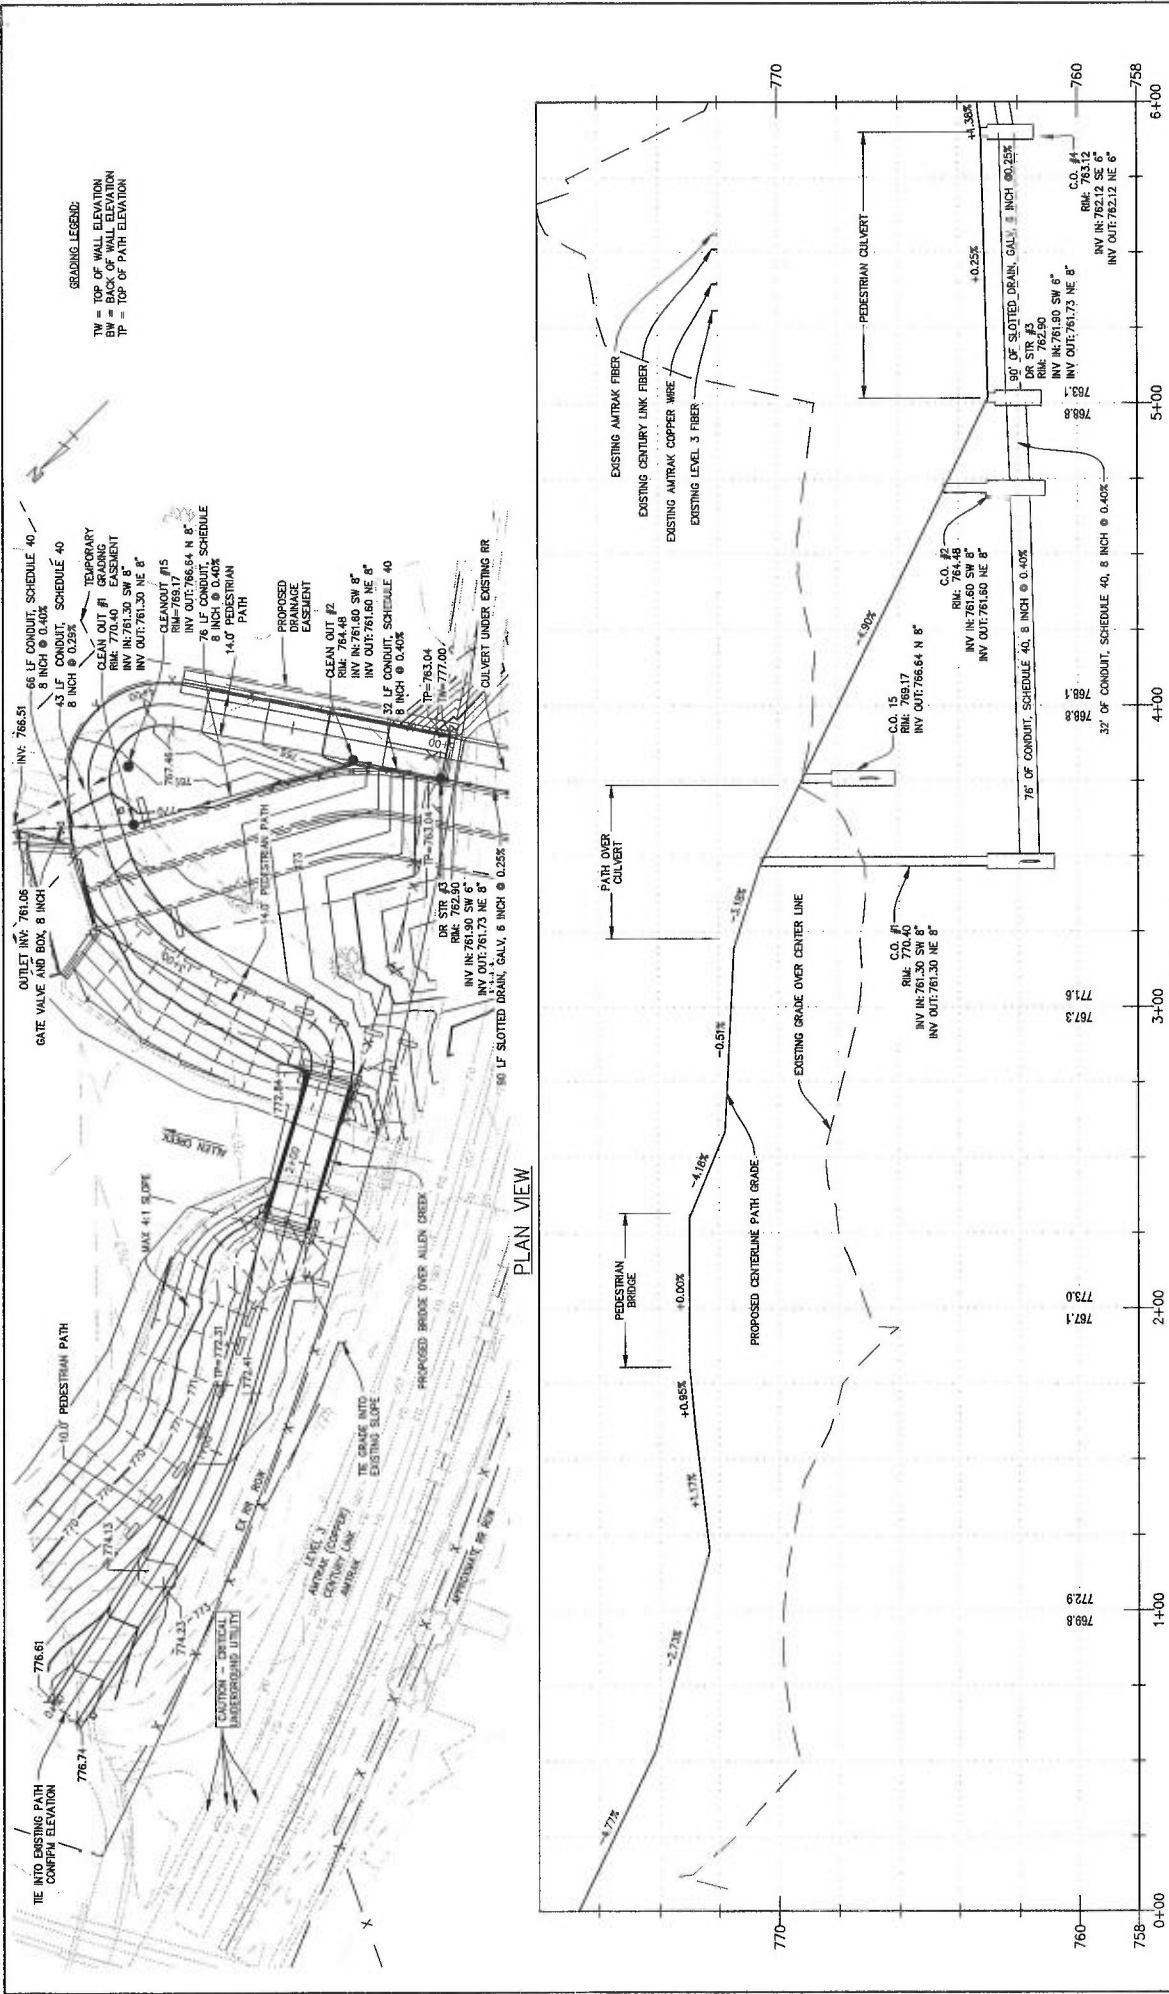 GRADING LEGEND:
TW = TOP OF WALL ELEVATION
BW = BACK OF WALL ELEVATION
TP = TOP OF PATH ELEVATION
TIE INTO EXISTING PATH
CONFIRM ELEVATION
776.61
776.74
774.13
774.23
773
10.0' PEDESTRIAN PATH
770
770
771
771
MAX 4:1 SLOPE
TP=772.31
772.41
EX RR ROW
CAUTION - CRITICAL
UNDERGROUND UTILITY
LEVEL 3
AMTRAK (COPPER)
CENTURY LINK
AMTRAK
APPROXIMATE RR ROW
TIE GRADE INTO
EXISTING SLOPE
PROPOSED BRIDGE OVER ALLEN CREEK
ALLEN CREEK
2+00
772.84
14.0' PEDESTRIAN PATH
773
OUTLET INV: 761.06
GATE VALVE AND BOX, 8 INCH
INV: 766.51
66 LF CONDUIT, SCHEDULE 40
8 INCH @ 0.40%
43 LF CONDUIT, SCHEDULE 40
8 INCH @ 0.29%
TEMPORARY
GRADING
EASEMENT
CLEAN OUT #1
RIM: 770.40
INV IN: 761.30 SW 8"
INV OUT: 761.30 NE 8"
CLEANOUT #15
RIM=769.17
INV OUT: 766.64 N 8"
76 LF CONDUIT, SCHEDULE
8 INCH @ 0.40%
14.0' PEDESTRIAN
PATH
PROPOSED
DRAINAGE
EASEMENT
CLEAN OUT #2
RIM: 764.48
INV IN: 761.60 SW 8"
INV OUT: 761.60 NE 8"
32 LF CONDUIT, SCHEDULE 40
8 INCH @ 0.40%
TP=763.04
TW=777.00
CULVERT UNDER EXISTING RR
TP=763.04
DR STR #3
RIM: 762.90
INV IN: 761.90 SW 6"
INV OUT: 761.73 NE 8"
90 LF SLOTTED DRAIN, GALV, 6 INCH @ 0.25%
PLAN VIEW
770
760
758
770
760
758
-4.77%
-2.73%
+1.17%
+0.95%
PEDESTRIAN
BRIDGE
+0.00%
-4.18%
-0.51%
-3.18%
PATH OVER
CULVERT
-4.90%
PEDESTRIAN CULVERT
+0.25%
PROPOSED CENTERLINE PATH GRADE
EXISTING GRADE OVER CENTER LINE
C.O. #1
RIM: 770.40
INV IN: 761.30 SW 8"
INV OUT: 761.30 NE 8"
C.O. 15
RIM: 769.17
INV OUT: 766.64 N 8"
C.O. #2
RIM: 764.48
INV IN: 761.60 SW 8"
INV OUT: 761.60 NE 8"
76' OF CONDUIT, SCHEDULE 40, 8 INCH @ 0.40%
32' OF CONDUIT, SCHEDULE 40, 8 INCH @ 0.40%
EXISTING AMTRAK FIBER
EXISTING CENTURY LINK FIBER
EXISTING AMTRAK COPPER WIRE
EXISTING LEVEL 3 FIBER
90' OF SLOTTED DRAIN, GALV, 6 INCH @0.25%
DR STR #3
RIM: 762.90
INV IN: 761.90 SW 6"
INV OUT: 761.73 NE 8"
C.O. #4
RIM: 763.12
INV IN: 762.12 SE 6"
INV OUT: 762.12 NE 6"
769.8
772.9
767.1
773.0
767.3
771.6
768.8
768.1
768.8
763.1
0+00
1+00
2+00
3+00
4+00
5+00
6+00